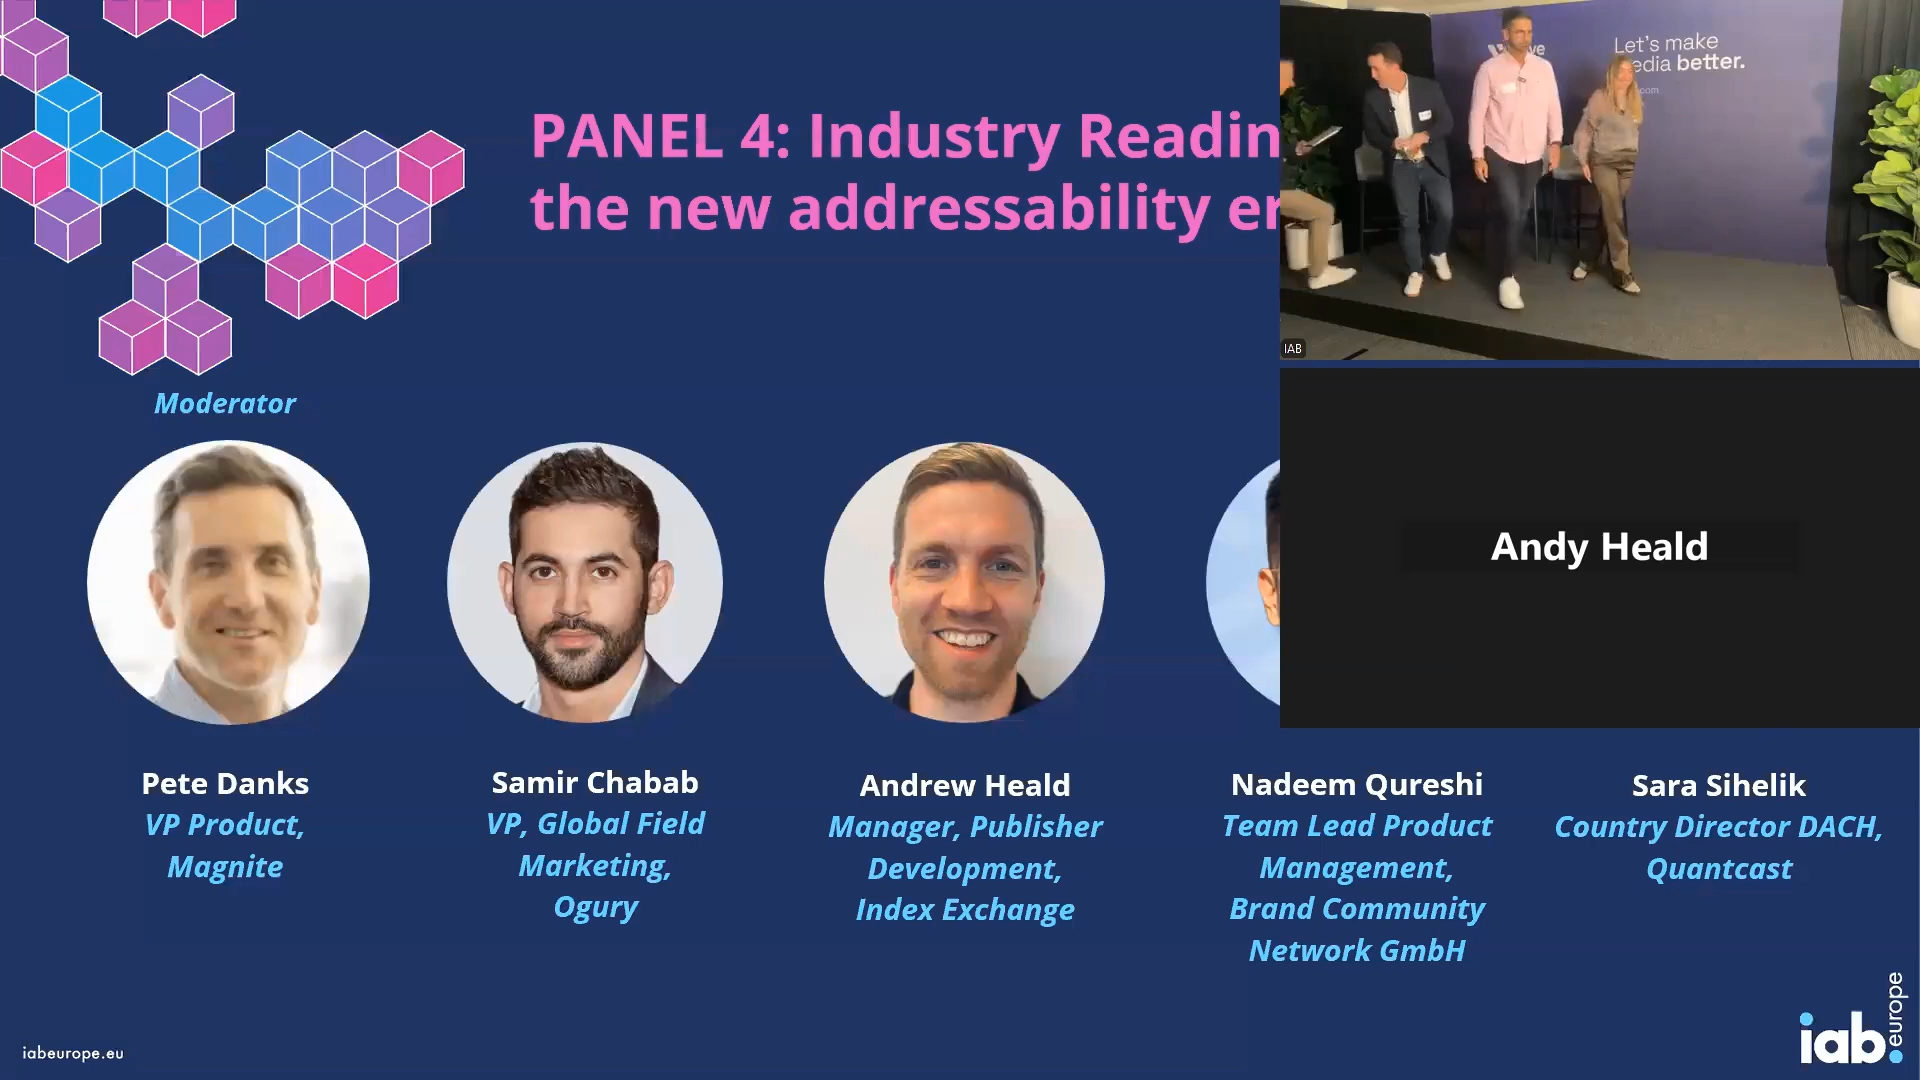 PANEL 4: Industry Readin
the new addressability er
Let's make
edia better.
.com
IAB
Moderator
Andy Heald
Pete Danks
VP Product,
Magnite
Samir Chabab
VP, Global Field
Marketing,
Ogury
Andrew Heald
Manager, Publisher
Development,
Index Exchange
Nadeem Qureshi
Team Lead Product
Management,
Brand Community
Network GmbH
Sara Sihelik
Country Director DACH,
Quantcast
iabeurope.eu
iab europe